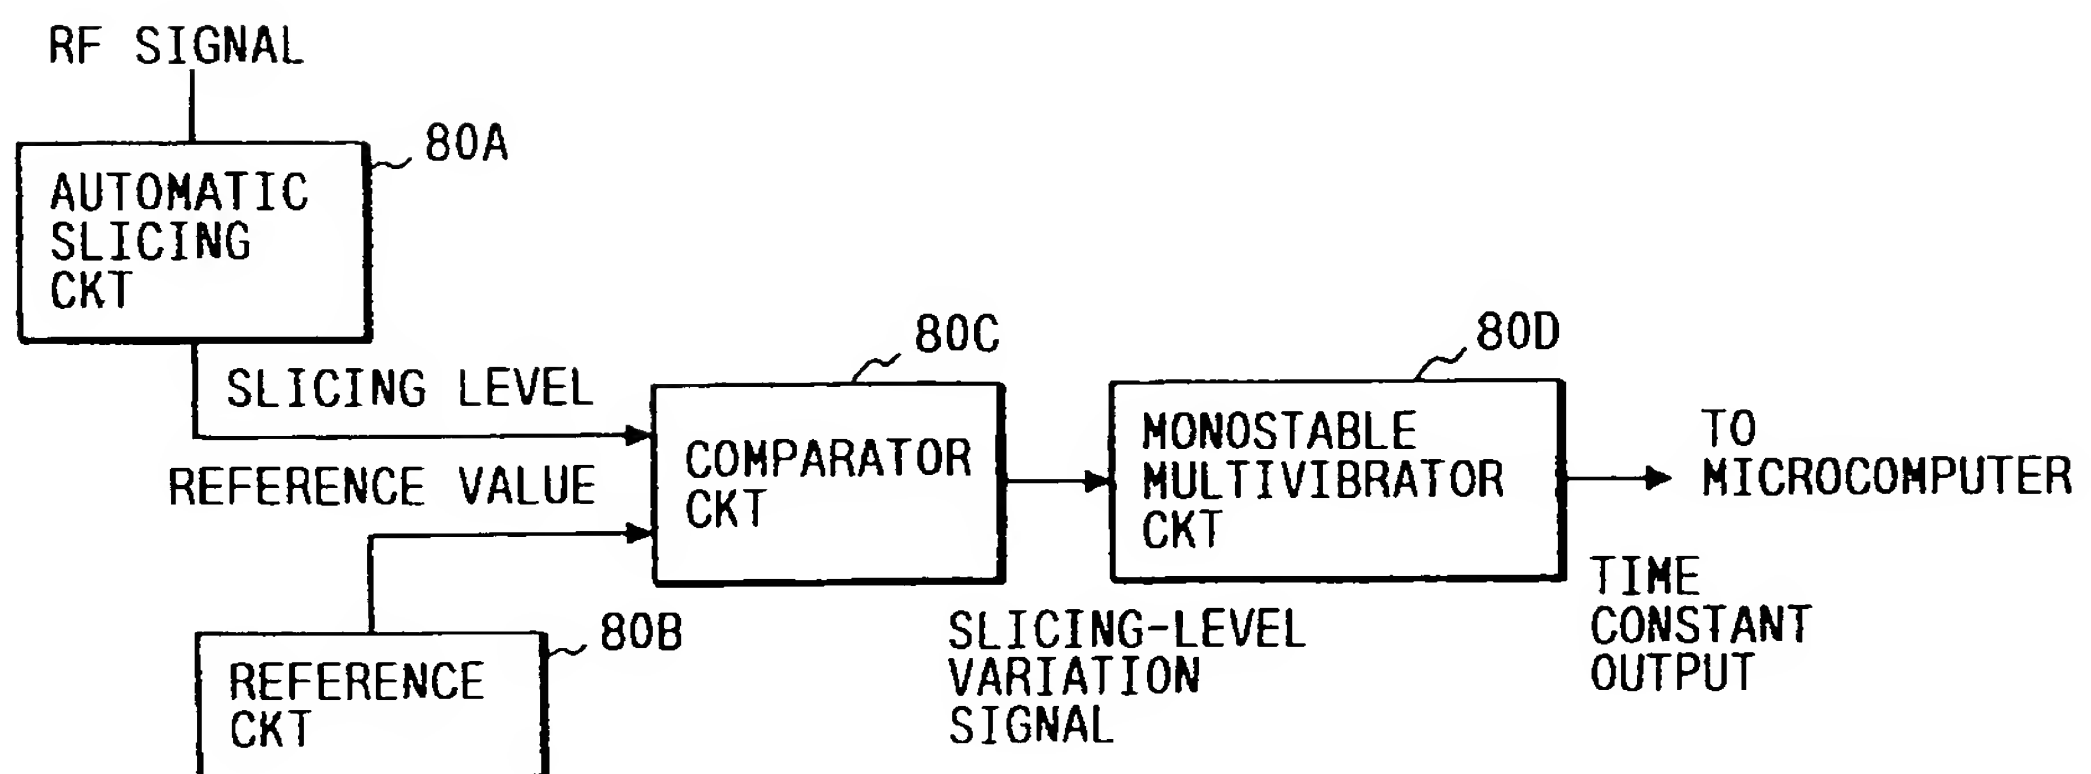 RF SIGNAL
80A
AUTOMATIC
SLICING
CKT
SLICING LEVEL
REFERENCE VALUE
80B
REFERENCE
CKT
80C
COMPARATOR
CKT
SLICING-LEVEL
VARIATION
SIGNAL
80D
MONOSTABLE
MULTIVIBRATOR
CKT
TO
MICROCOMPUTER
TIME
CONSTANT
OUTPUT